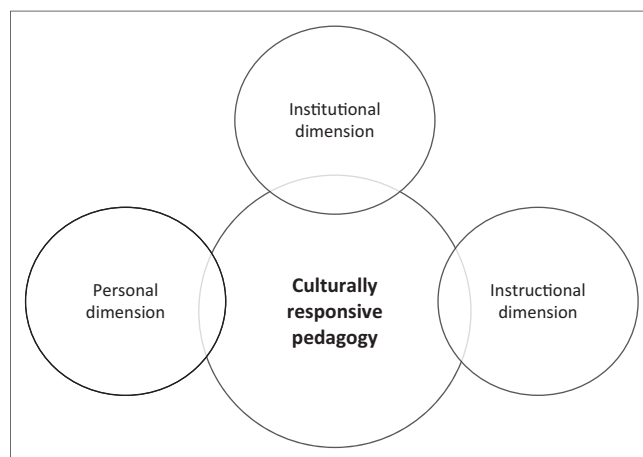 Institutional
dimension
Personal
dimension
Culturally
responsive
pedagogy
Instructional
dimension